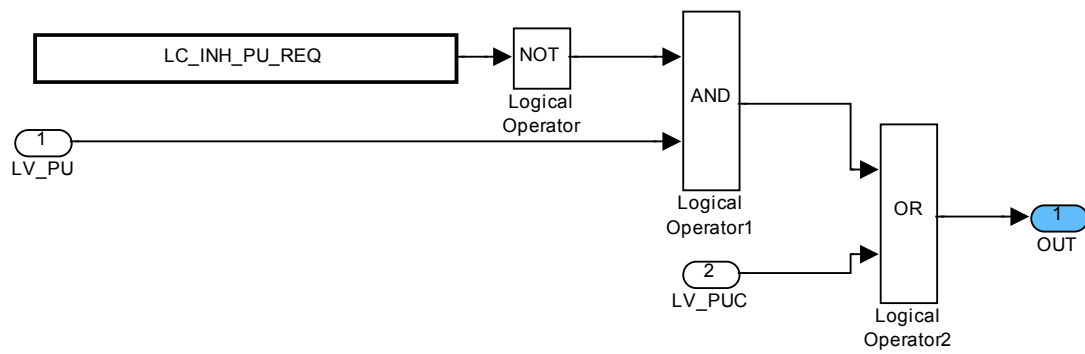 LC_INH_PU_REQ
NOT
Logical
Operator
1
LV_PU
AND
Logical
Operator1
OR
Logical
Operator2
2
LV_PUC
1
OUT